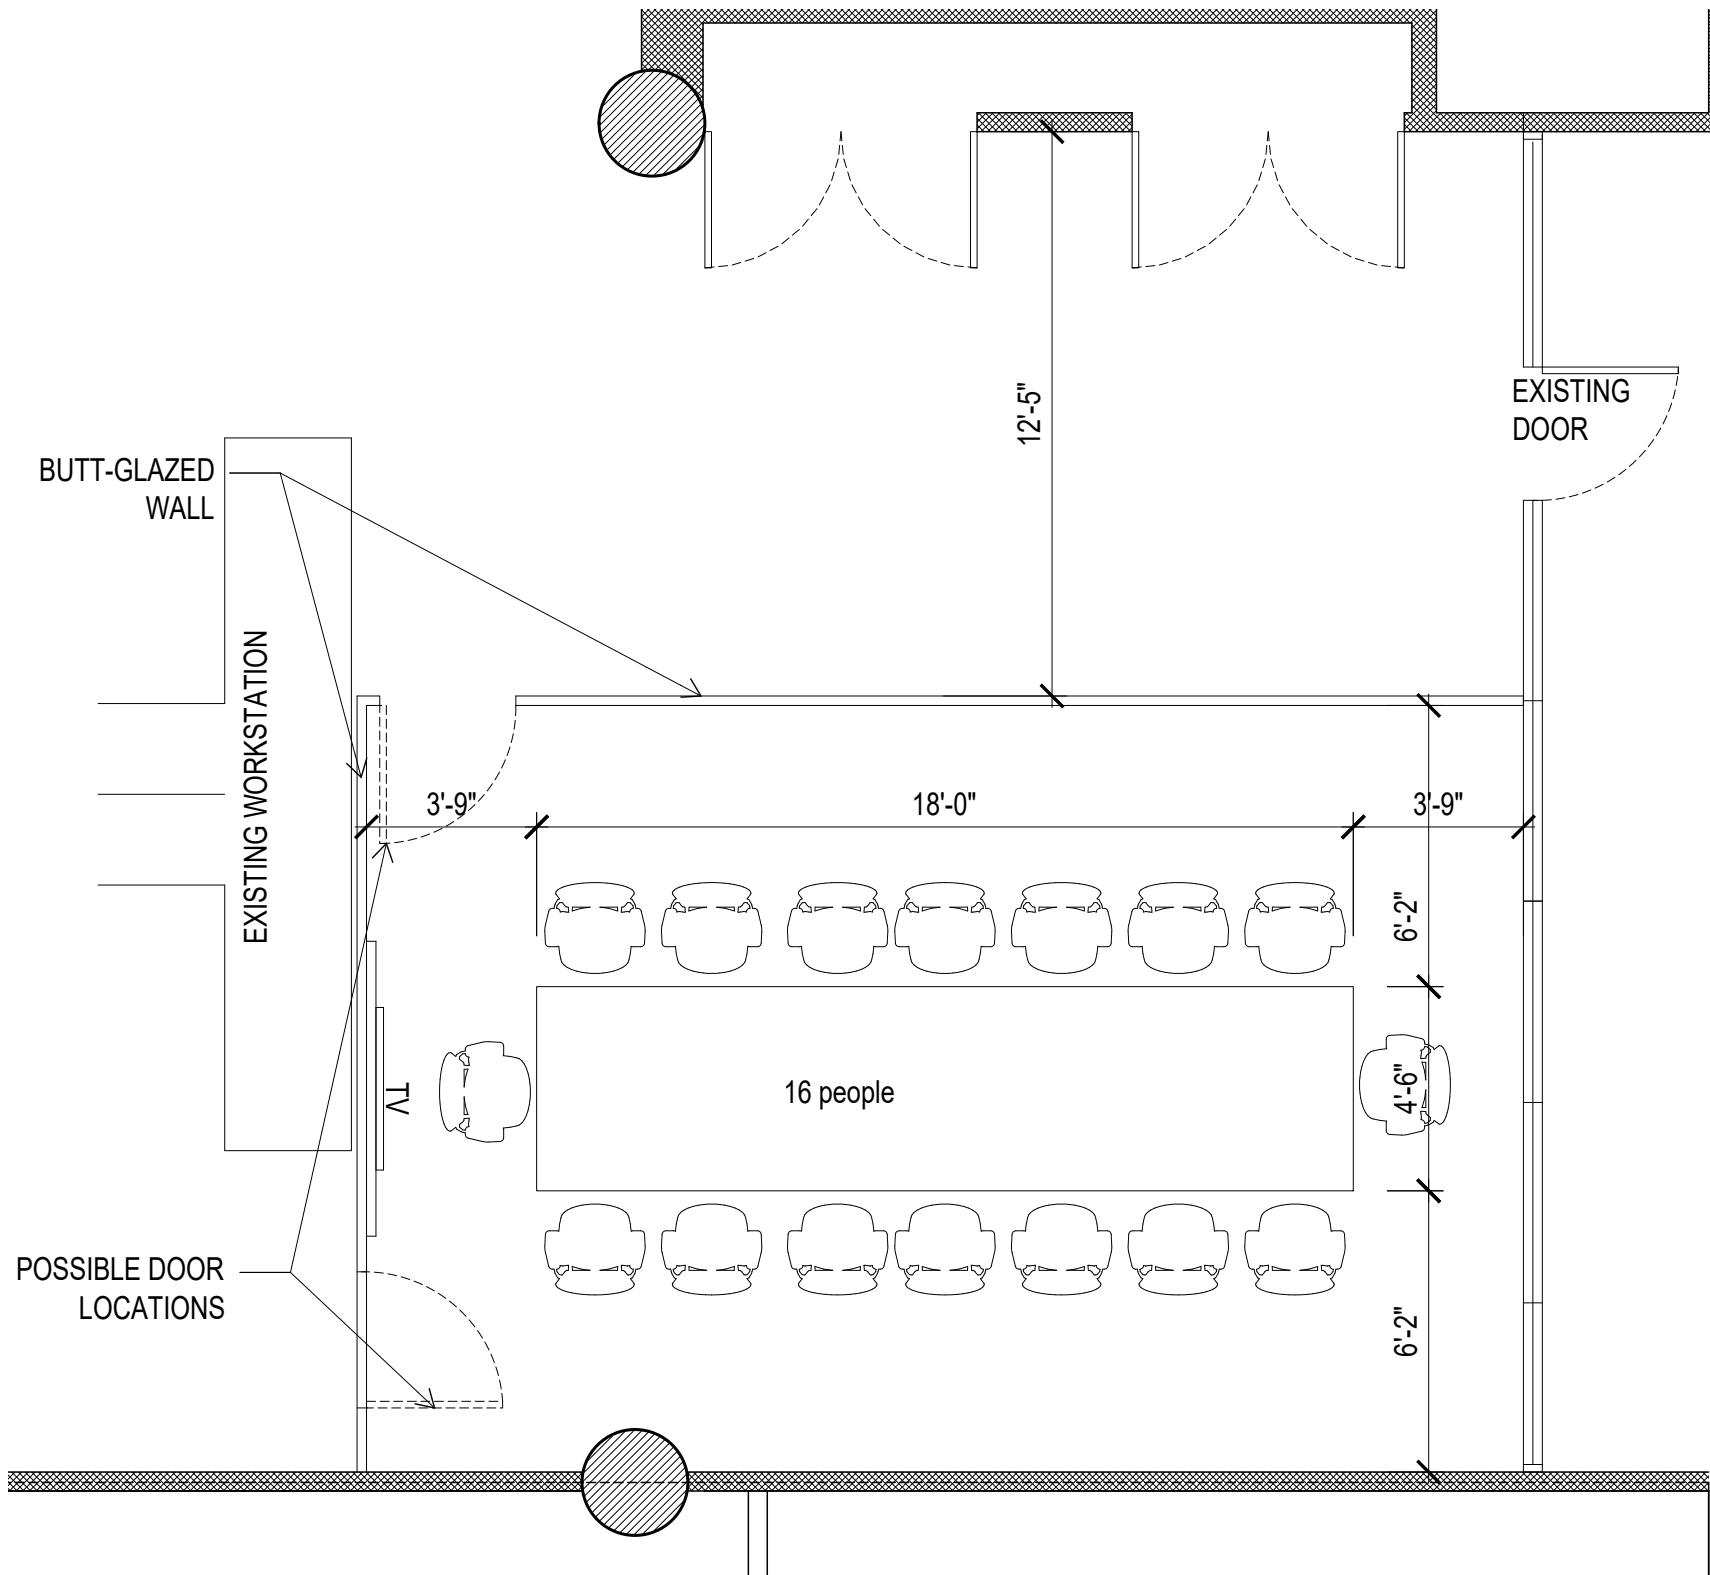 12'-5"
EXISTING
DOOR
BUTT-GLAZED
WALL
EXISTING WORKSTATION
3'-9"
18'-0"
3'-9"
6'-2"
TV
16 people
4'-6"
POSSIBLE DOOR
LOCATIONS
6'-2"